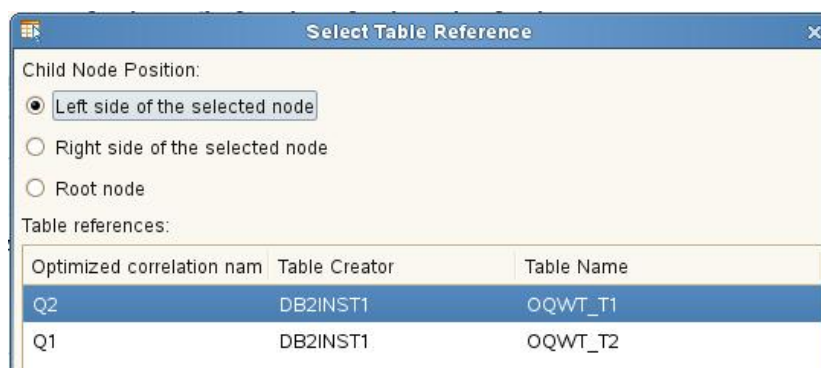 Select Table Reference
Child Node Position:
Left side of the selected node
Right side of the selected node
Root node
Table references:
Optimized correlation nam Table Creator Table Name
Q2 DB2INST1 OQWT_T1
Q1 DB2INST1 OQWT_T2